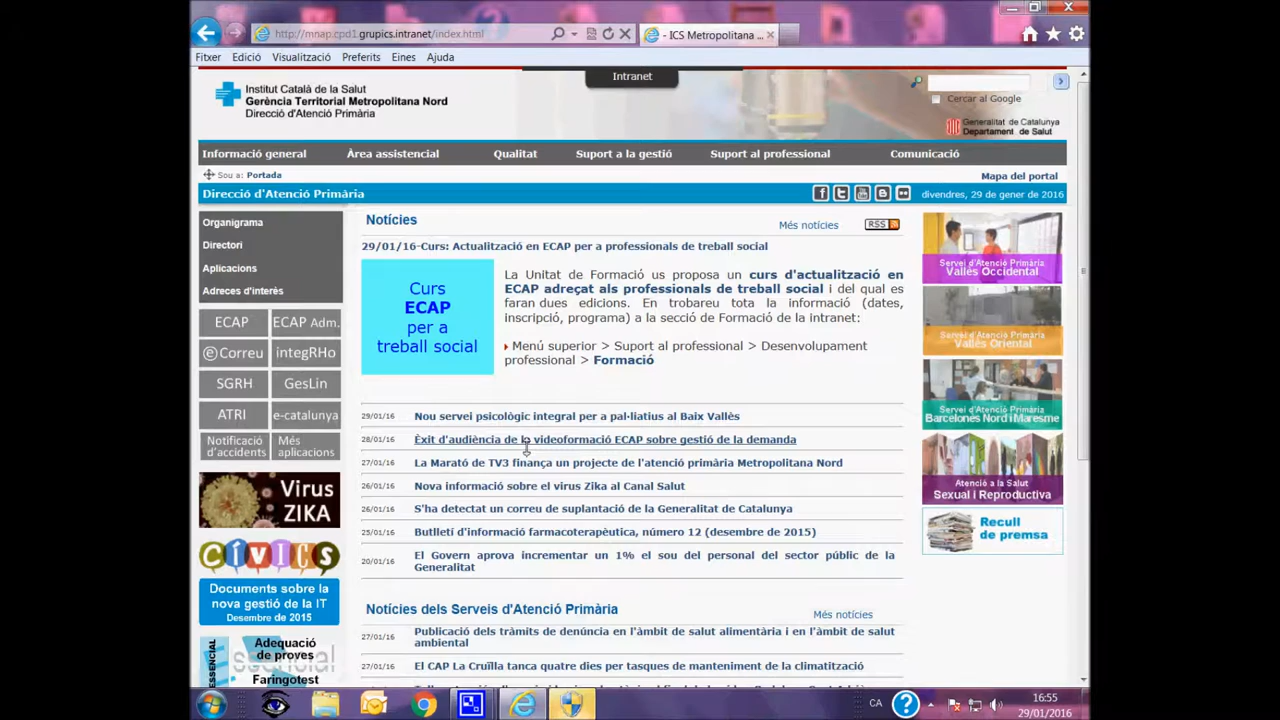 http://mnap.cpd1.grupics.intranet/index.html
- ICS Metropolitana ...
Fitxer Edició Visualització Preferits Eines Ajuda
Intranet
Institut Català de la Salut
Gerència Territorial Metropolitana Nord
Direcció d'Atenció Primària
Cercar al Google
Generalitat de Catalunya
Departament de Salut
Informació general Àrea assistencial Qualitat Suport a la gestió Suport al professional Comunicació
Sou a: Portada
Mapa del portal
Direcció d'Atenció Primària
divendres, 29 de gener de 2016
Organigrama
Directori
Aplicacions
Adreces d'interès
ECAP ECAP Adm.
eCorreu integRHo
SGRH GesLin
ATRI e-catalunya
Notificació d'accidents
Més aplicacions
Virus
ZIKA
CÍVICS
Documents sobre la
nova gestió de la IT
Desembre de 2015
essencial
Adequació
de proves
Faringotest
Notícies
Més notícies
RSS
29/01/16-Curs: Actualització en ECAP per a professionals de treball social
Curs
ECAP
per a
treball social
La Unitat de Formació us proposa un curs d'actualització en
ECAP adreçat als professionals de treball social i del qual es
faran dues edicions. En trobareu tota la informació (dates,
inscripció, programa) a la secció de Formació de la intranet:
Menú superior > Suport al professional > Desenvolupament
professional > Formació
29/01/16 Nou servei psicològic integral per a pal·liatius al Baix Vallès
28/01/16 Èxit d'audiència de la videoformació ECAP sobre gestió de la demanda
27/01/16 La Marató de TV3 finança un projecte de l'atenció primària Metropolitana Nord
26/01/16 Nova informació sobre el virus Zika al Canal Salut
26/01/16 S'ha detectat un correu de suplantació de la Generalitat de Catalunya
25/01/16 Butlletí d'informació farmacoterapèutica, número 12 (desembre de 2015)
20/01/16 El Govern aprova incrementar un 1% el sou del personal del sector públic de la
Generalitat
Notícies dels Serveis d'Atenció Primària
Més notícies
27/01/16 Publicació dels tràmits de denúncia en l'àmbit de salut alimentària i en l'àmbit de salut
ambiental
27/01/16 El CAP La Cruïlla tanca quatre dies per tasques de manteniment de la climatització
Servei d'Atenció Primària
Vallès Occidental
Servei d'Atenció Primària
Vallès Oriental
Servei d'Atenció Primària
Barcelonès Nord i Maresme
Atenció a la Salut
Sexual i Reproductiva
Recull
de premsa
CA
16:55
29/01/2016